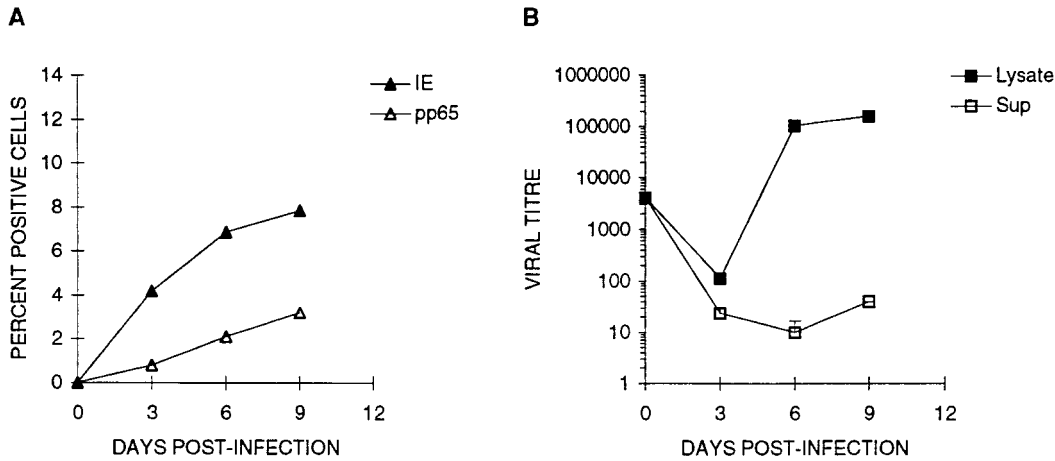 A
PERCENT POSITIVE CELLS
14
12
10
8
6
4
2
0
0 3 6 9 12
DAYS POST-INFECTION
IE
pp65
B
VIRAL TITRE
1000000
100000
10000
1000
100
10
1
0 3 6 9 12
DAYS POST-INFECTION
Lysate
Sup